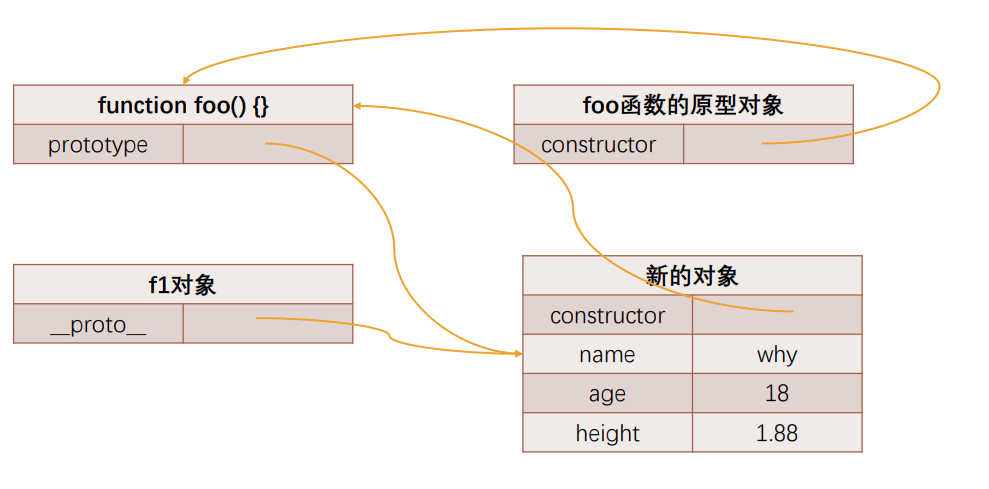 function foo() {}
prototype
foo函数的原型对象
constructor
f1对象
__proto__
新的对象
constructor
name why
age 18
height 1.88